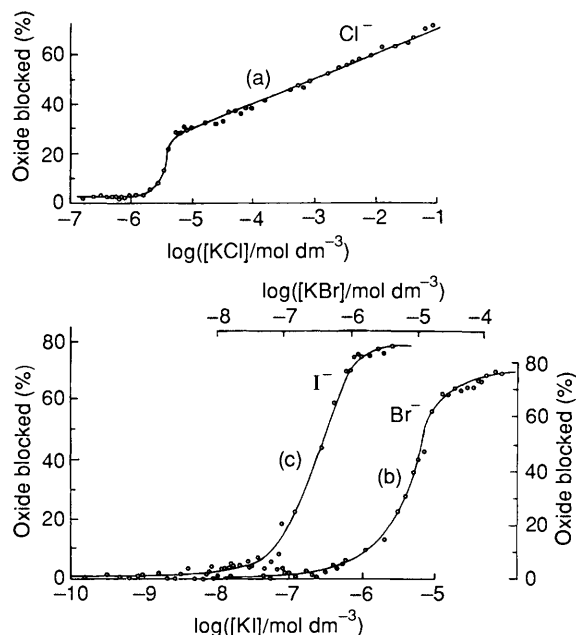 Oxide blocked (%)
60
40
20
0
Cl⁻
(a)
−7 −6 −5 −4 −3 −2 −1
log([KCl]/mol dm⁻³)
log([KBr]/mol dm⁻³)
−8 −7 −6 −5 −4
Oxide blocked (%)
80
60
40
20
0
I⁻
(c)
Br⁻
(b)
80
60
40
20
0
Oxide blocked (%)
−10 −9 −8 −7 −6 −5
log([KI]/mol dm⁻³)